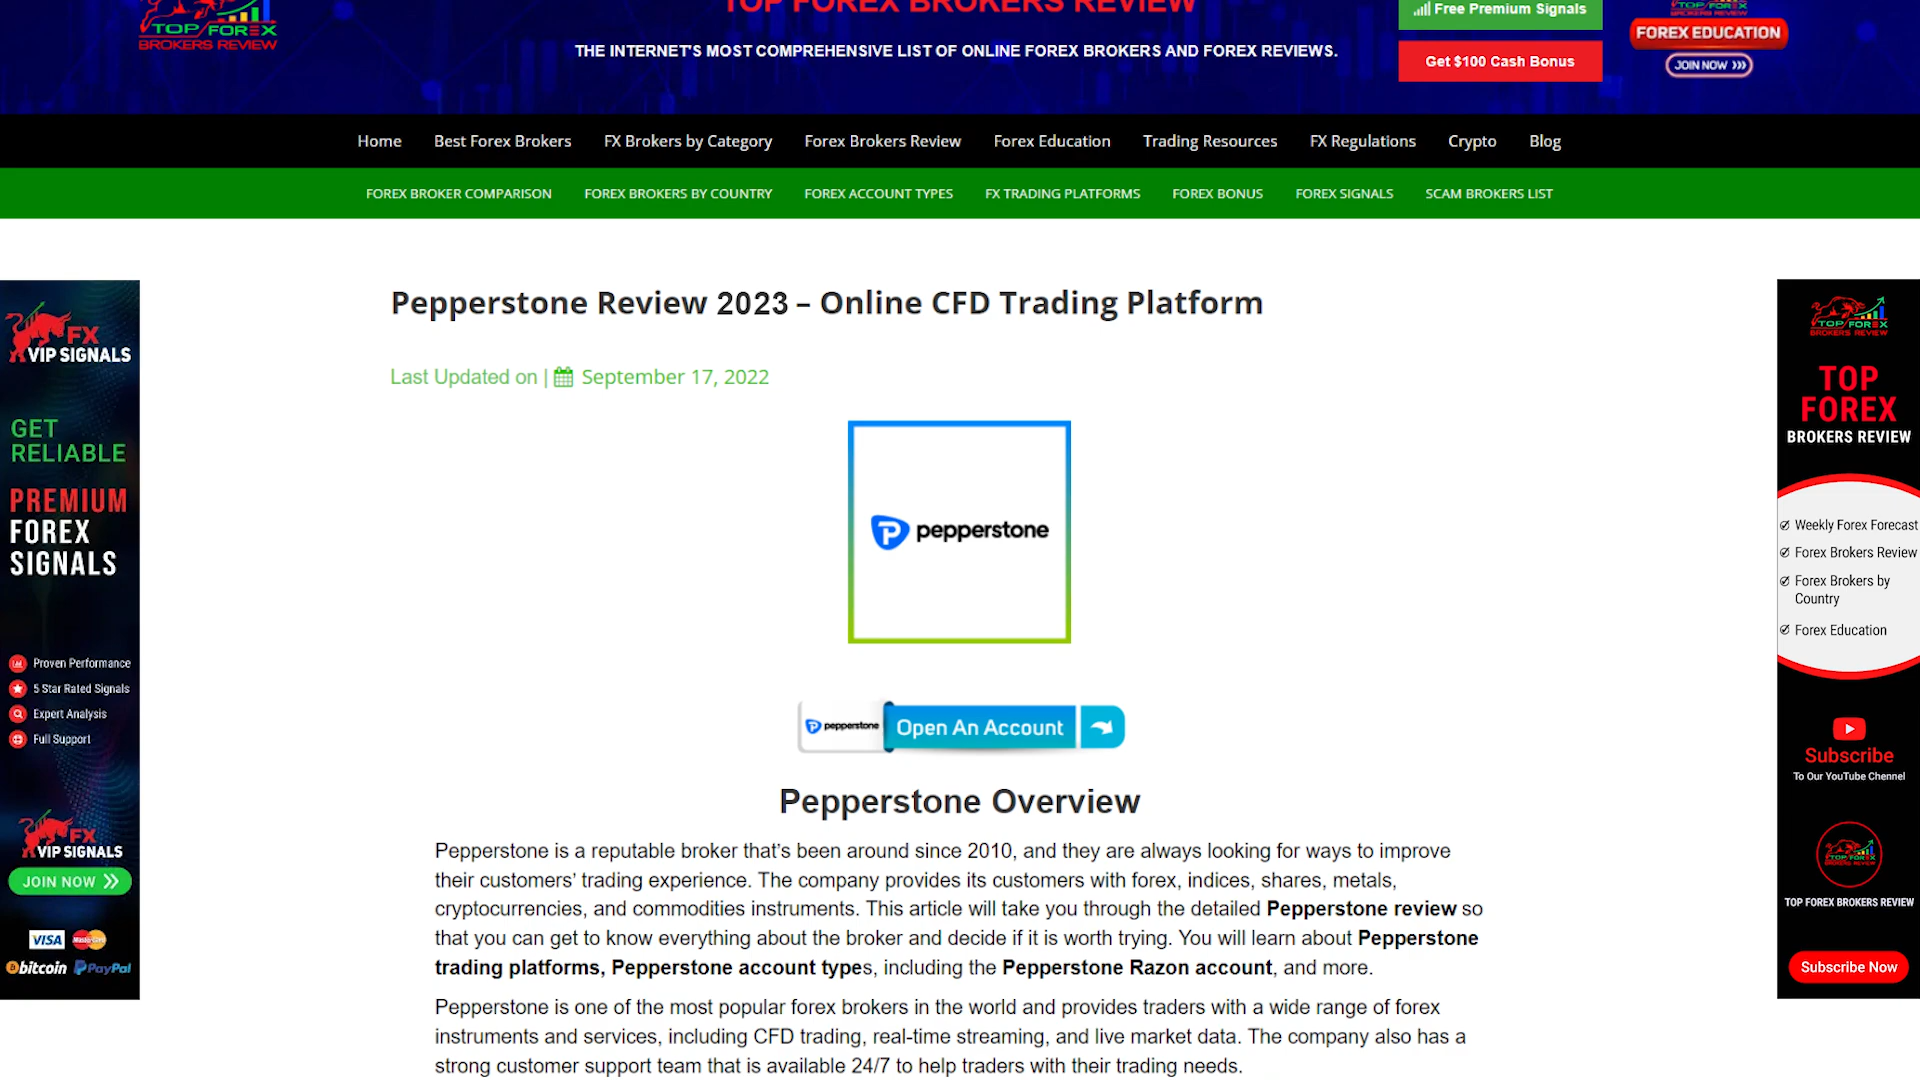 TOP FOREX BROKERS REVIEW
TOP FOREX
BROKERS REVIEW
THE INTERNET'S MOST COMPREHENSIVE LIST OF ONLINE FOREX BROKERS AND FOREX REVIEWS.
Free Premium Signals
Get $100 Cash Bonus
FOREX EDUCATION
JOIN NOW
Home Best Forex Brokers FX Brokers by Category Forex Brokers Review Forex Education Trading Resources FX Regulations Crypto Blog
FOREX BROKER COMPARISON FOREX BROKERS BY COUNTRY FOREX ACCOUNT TYPES FX TRADING PLATFORMS FOREX BONUS FOREX SIGNALS SCAM BROKERS LIST
FX
VIP SIGNALS
GET
RELIABLE
PREMIUM
FOREX
SIGNALS
Proven Performance
5 Star Rated Signals
Expert Analysis
Full Support
FX
VIP SIGNALS
JOIN NOW
VISA MasterCard
bitcoin PayPal
Pepperstone Review 2023 – Online CFD Trading Platform
Last Updated on | September 17, 2022
pepperstone
pepperstone Open An Account
Pepperstone Overview
Pepperstone is a reputable broker that's been around since 2010, and they are always looking for ways to improve
their customers' trading experience. The company provides its customers with forex, indices, shares, metals,
cryptocurrencies, and commodities instruments. This article will take you through the detailed Pepperstone review so
that you can get to know everything about the broker and decide if it is worth trying. You will learn about Pepperstone
trading platforms, Pepperstone account types, including the Pepperstone Razon account, and more.
Pepperstone is one of the most popular forex brokers in the world and provides traders with a wide range of forex
instruments and services, including CFD trading, real-time streaming, and live market data. The company also has a
strong customer support team that is available 24/7 to help traders with their trading needs.
TOP FOREX
BROKERS REVIEW
TOP
FOREX
BROKERS REVIEW
Weekly Forex Forecast
Forex Brokers Review
Forex Brokers by
Country
Forex Education
Subscribe
To Our YouTube Chennel
TOP FOREX
BROKERS REVIEW
TOP FOREX BROKERS REVIEW
Subscribe Now